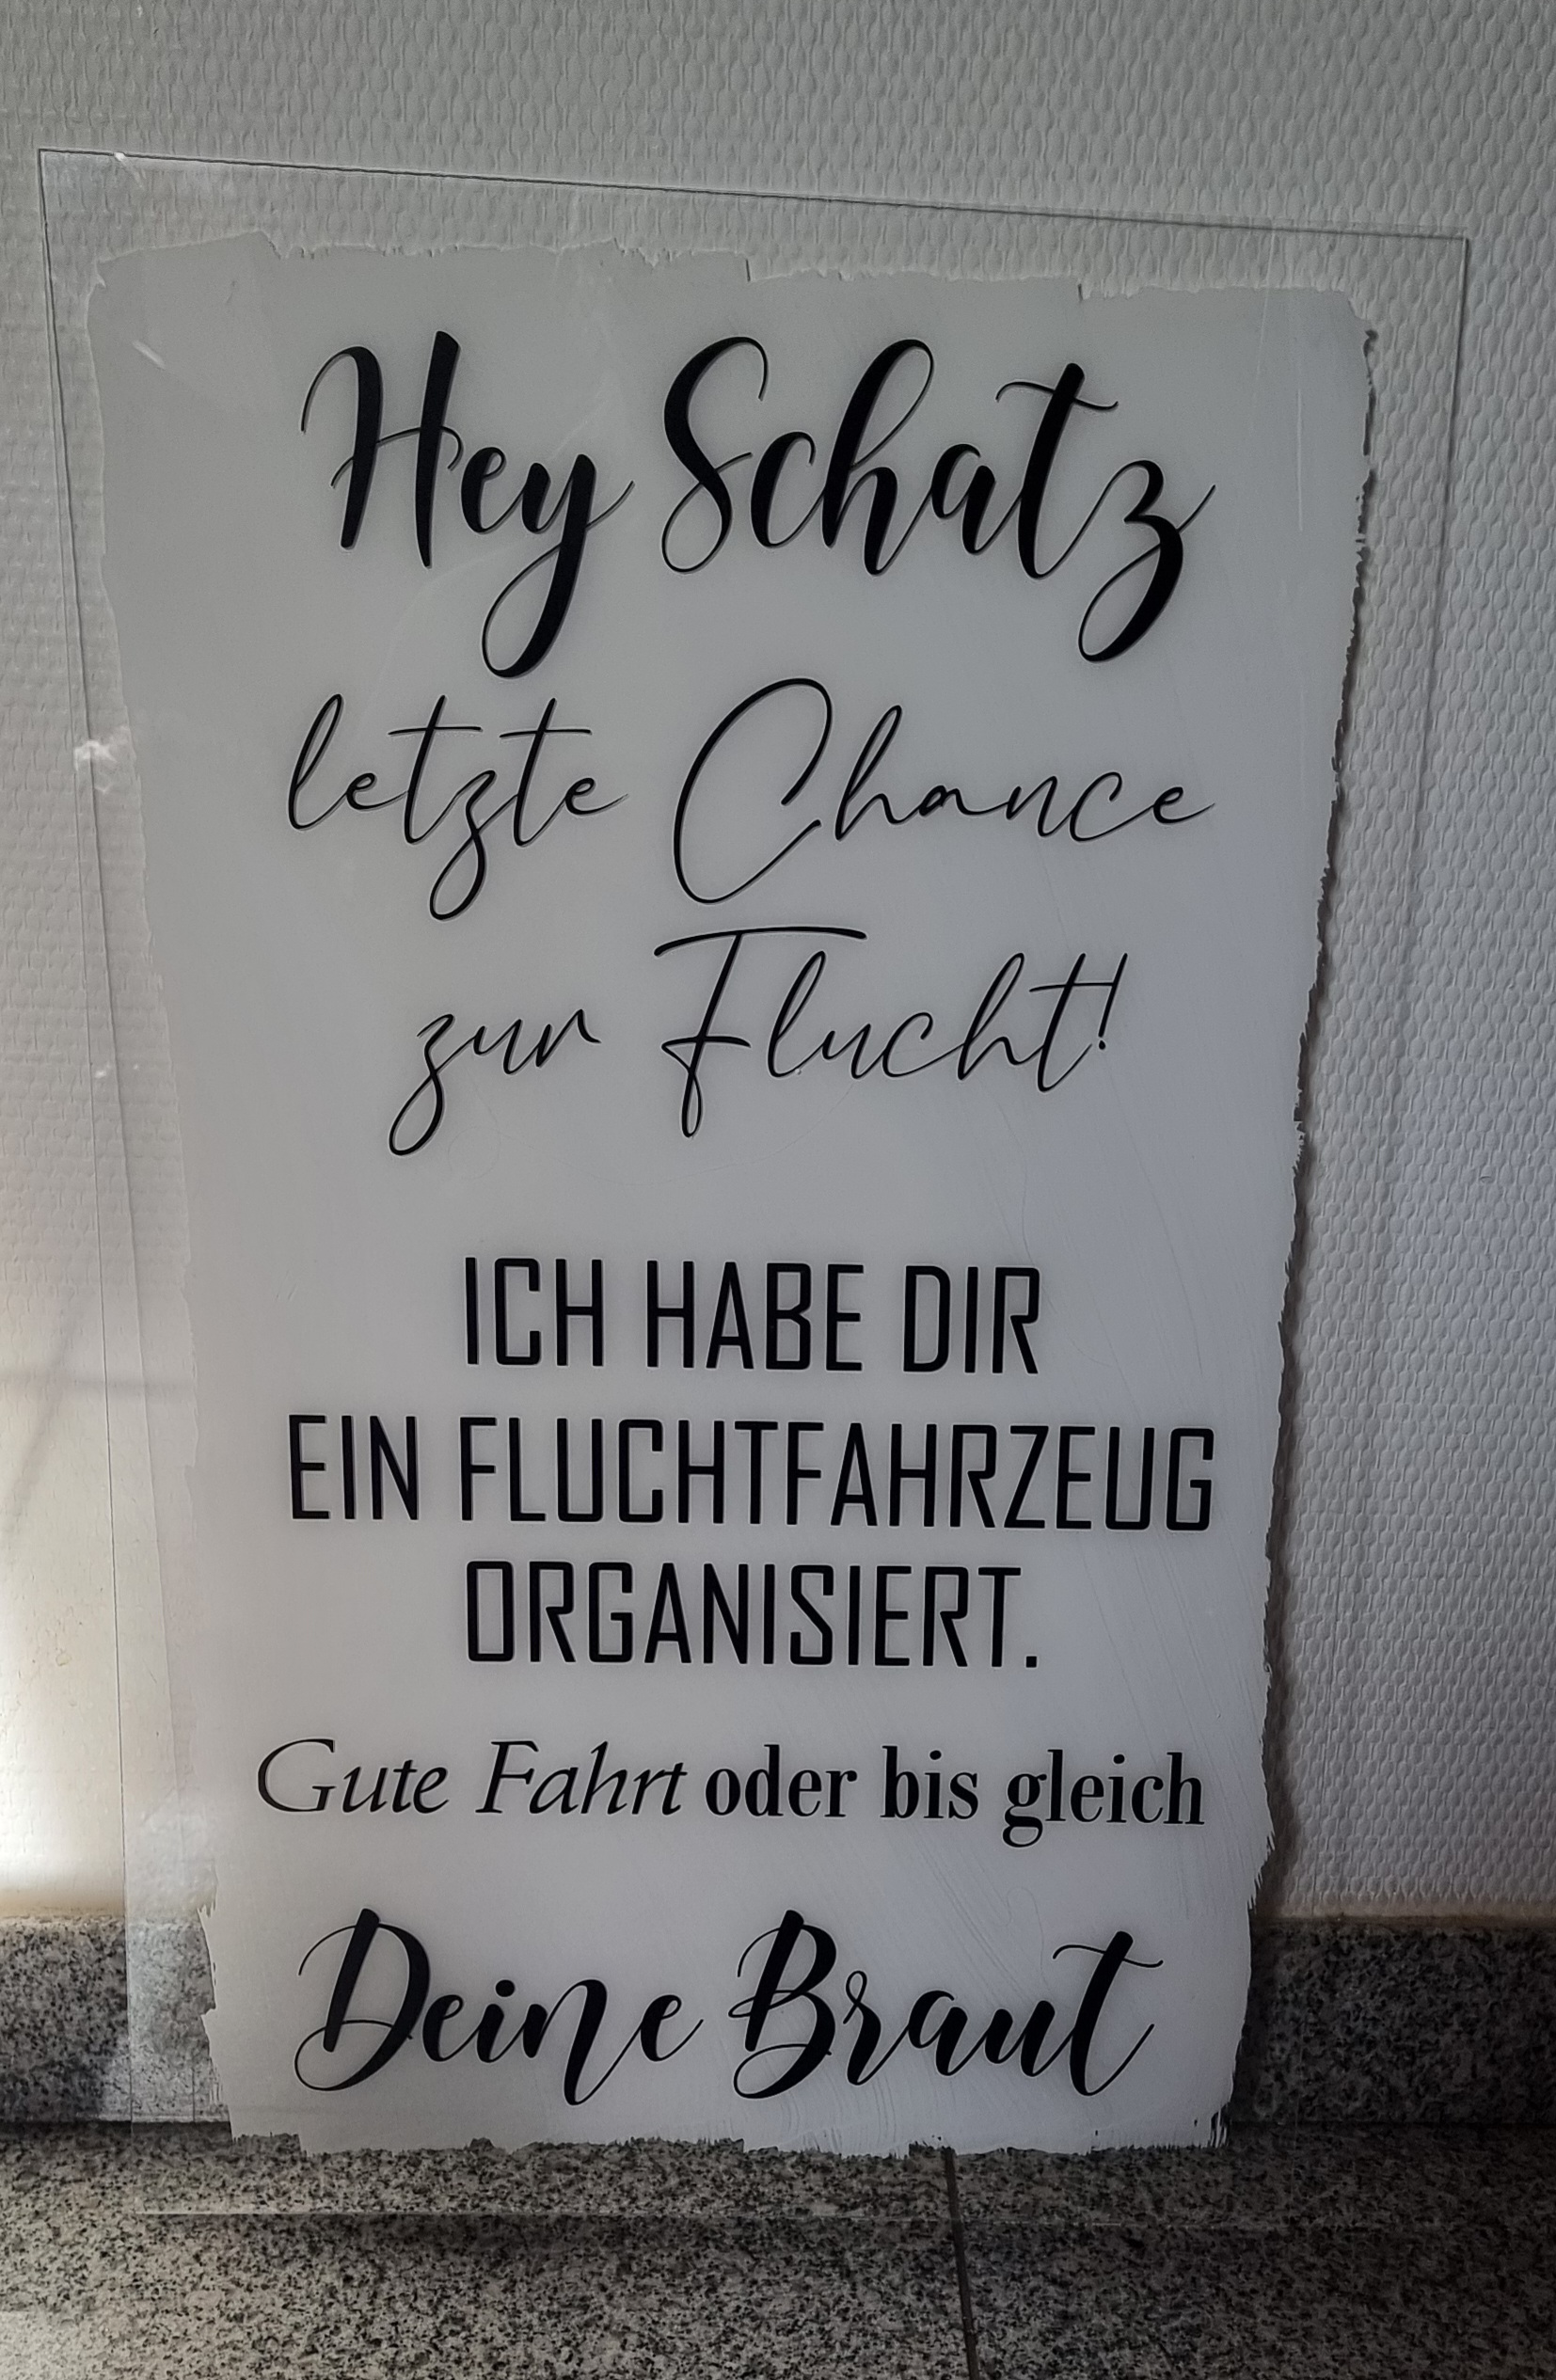 Hey Schatz
letzte Chance
zur Flucht!
ICH HABE DIR
EIN FLUCHTFAHRZEUG
ORGANISIERT.
Gute Fahrt oder bis gleich
Deine Braut